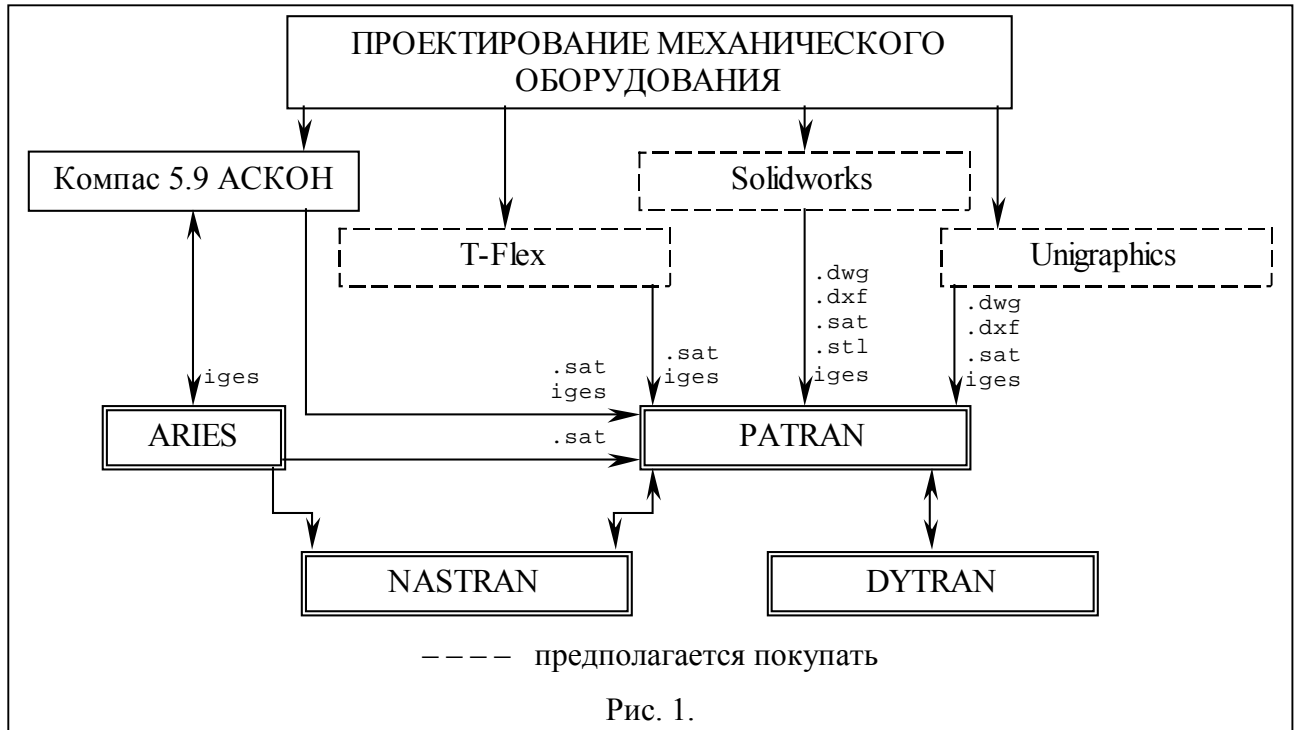 ПРОЕКТИРОВАНИЕ МЕХАНИЧЕСКОГО
ОБОРУДОВАНИЯ
Компас 5.9 АСКОН
Solidworks
T-Flex
Unigraphics
.dwg
.dxf
.sat
.stl
iges
.dwg
.dxf
.sat
iges
.sat
iges
.sat
iges
iges
ARIES
.sat
PATRAN
NASTRAN
DYTRAN
---- предполагается покупать
Рис. 1.